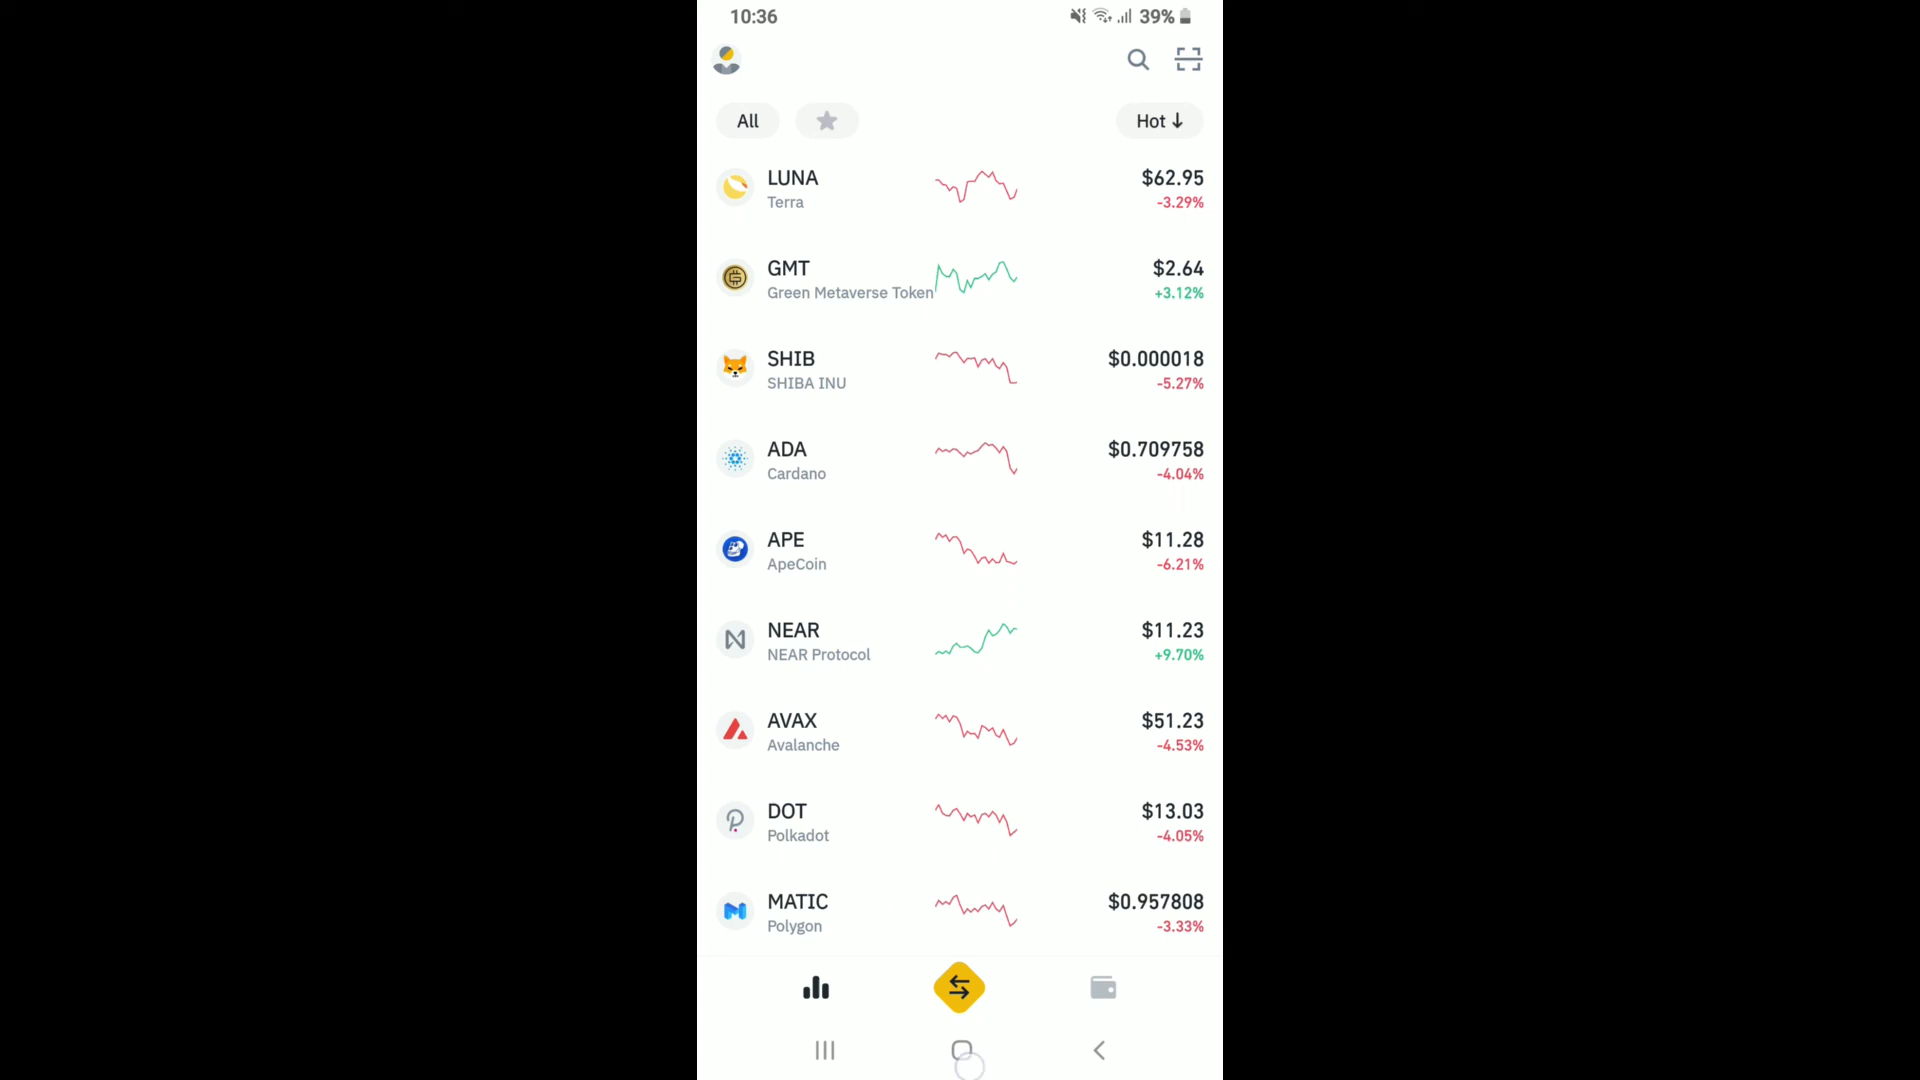 10:36
39%
All
Hot ↓
LUNA
$62.95
Terra
-3.29%
GMT
$2.64
Green Metaverse Token
+3.12%
SHIB
$0.000018
SHIBA INU
-5.27%
ADA
$0.709758
Cardano
-4.04%
APE
$11.28
ApeCoin
-6.21%
NEAR
$11.23
NEAR Protocol
+9.70%
AVAX
$51.23
Avalanche
-4.53%
DOT
$13.03
Polkadot
-4.05%
MATIC
$0.957808
Polygon
-3.33%